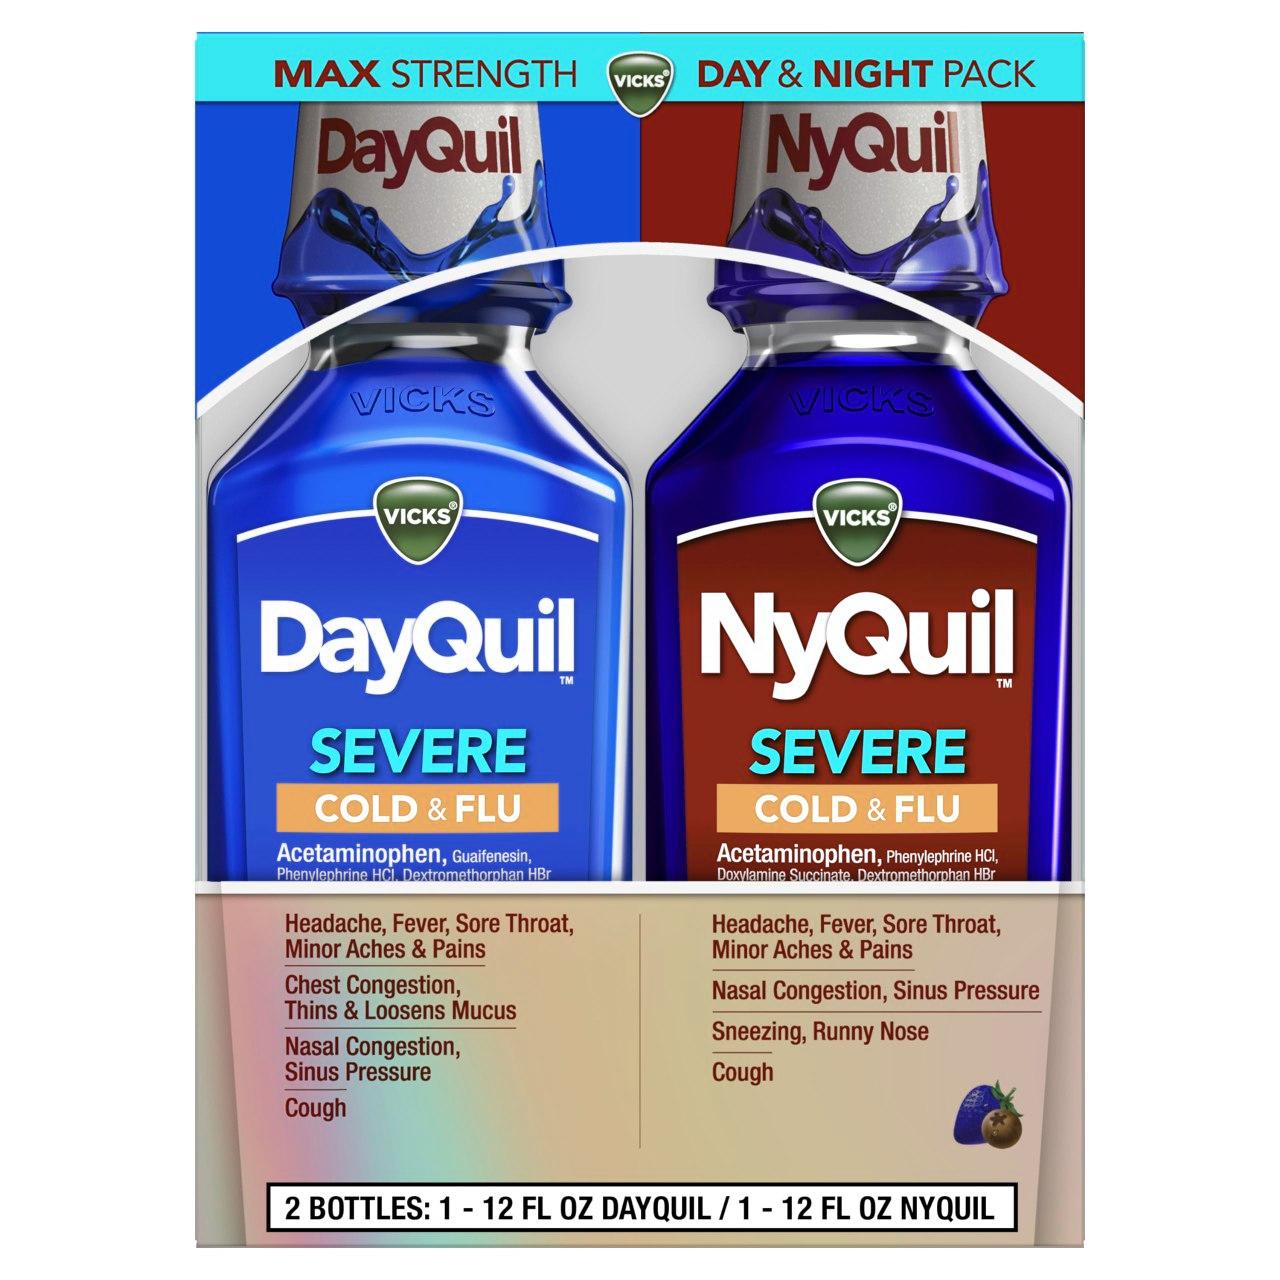 MAX STRENGTH VICKS® DAY & NIGHT PACK
DayQuil
NyQuil
VICKS
VICKS
VICKS®
DayQuil™
SEVERE
COLD & FLU
Acetaminophen, Guaifenesin,
Phenylephrine HCl, Dextromethorphan HBr
VICKS®
NyQuil™
SEVERE
COLD & FLU
Acetaminophen, Phenylephrine HCl,
Doxylamine Succinate, Dextromethorphan HBr
Headache, Fever, Sore Throat,
Minor Aches & Pains
Chest Congestion,
Thins & Loosens Mucus
Nasal Congestion,
Sinus Pressure
Cough
Headache, Fever, Sore Throat,
Minor Aches & Pains
Nasal Congestion, Sinus Pressure
Sneezing, Runny Nose
Cough
2 BOTTLES: 1 - 12 FL OZ DAYQUIL / 1 - 12 FL OZ NYQUIL